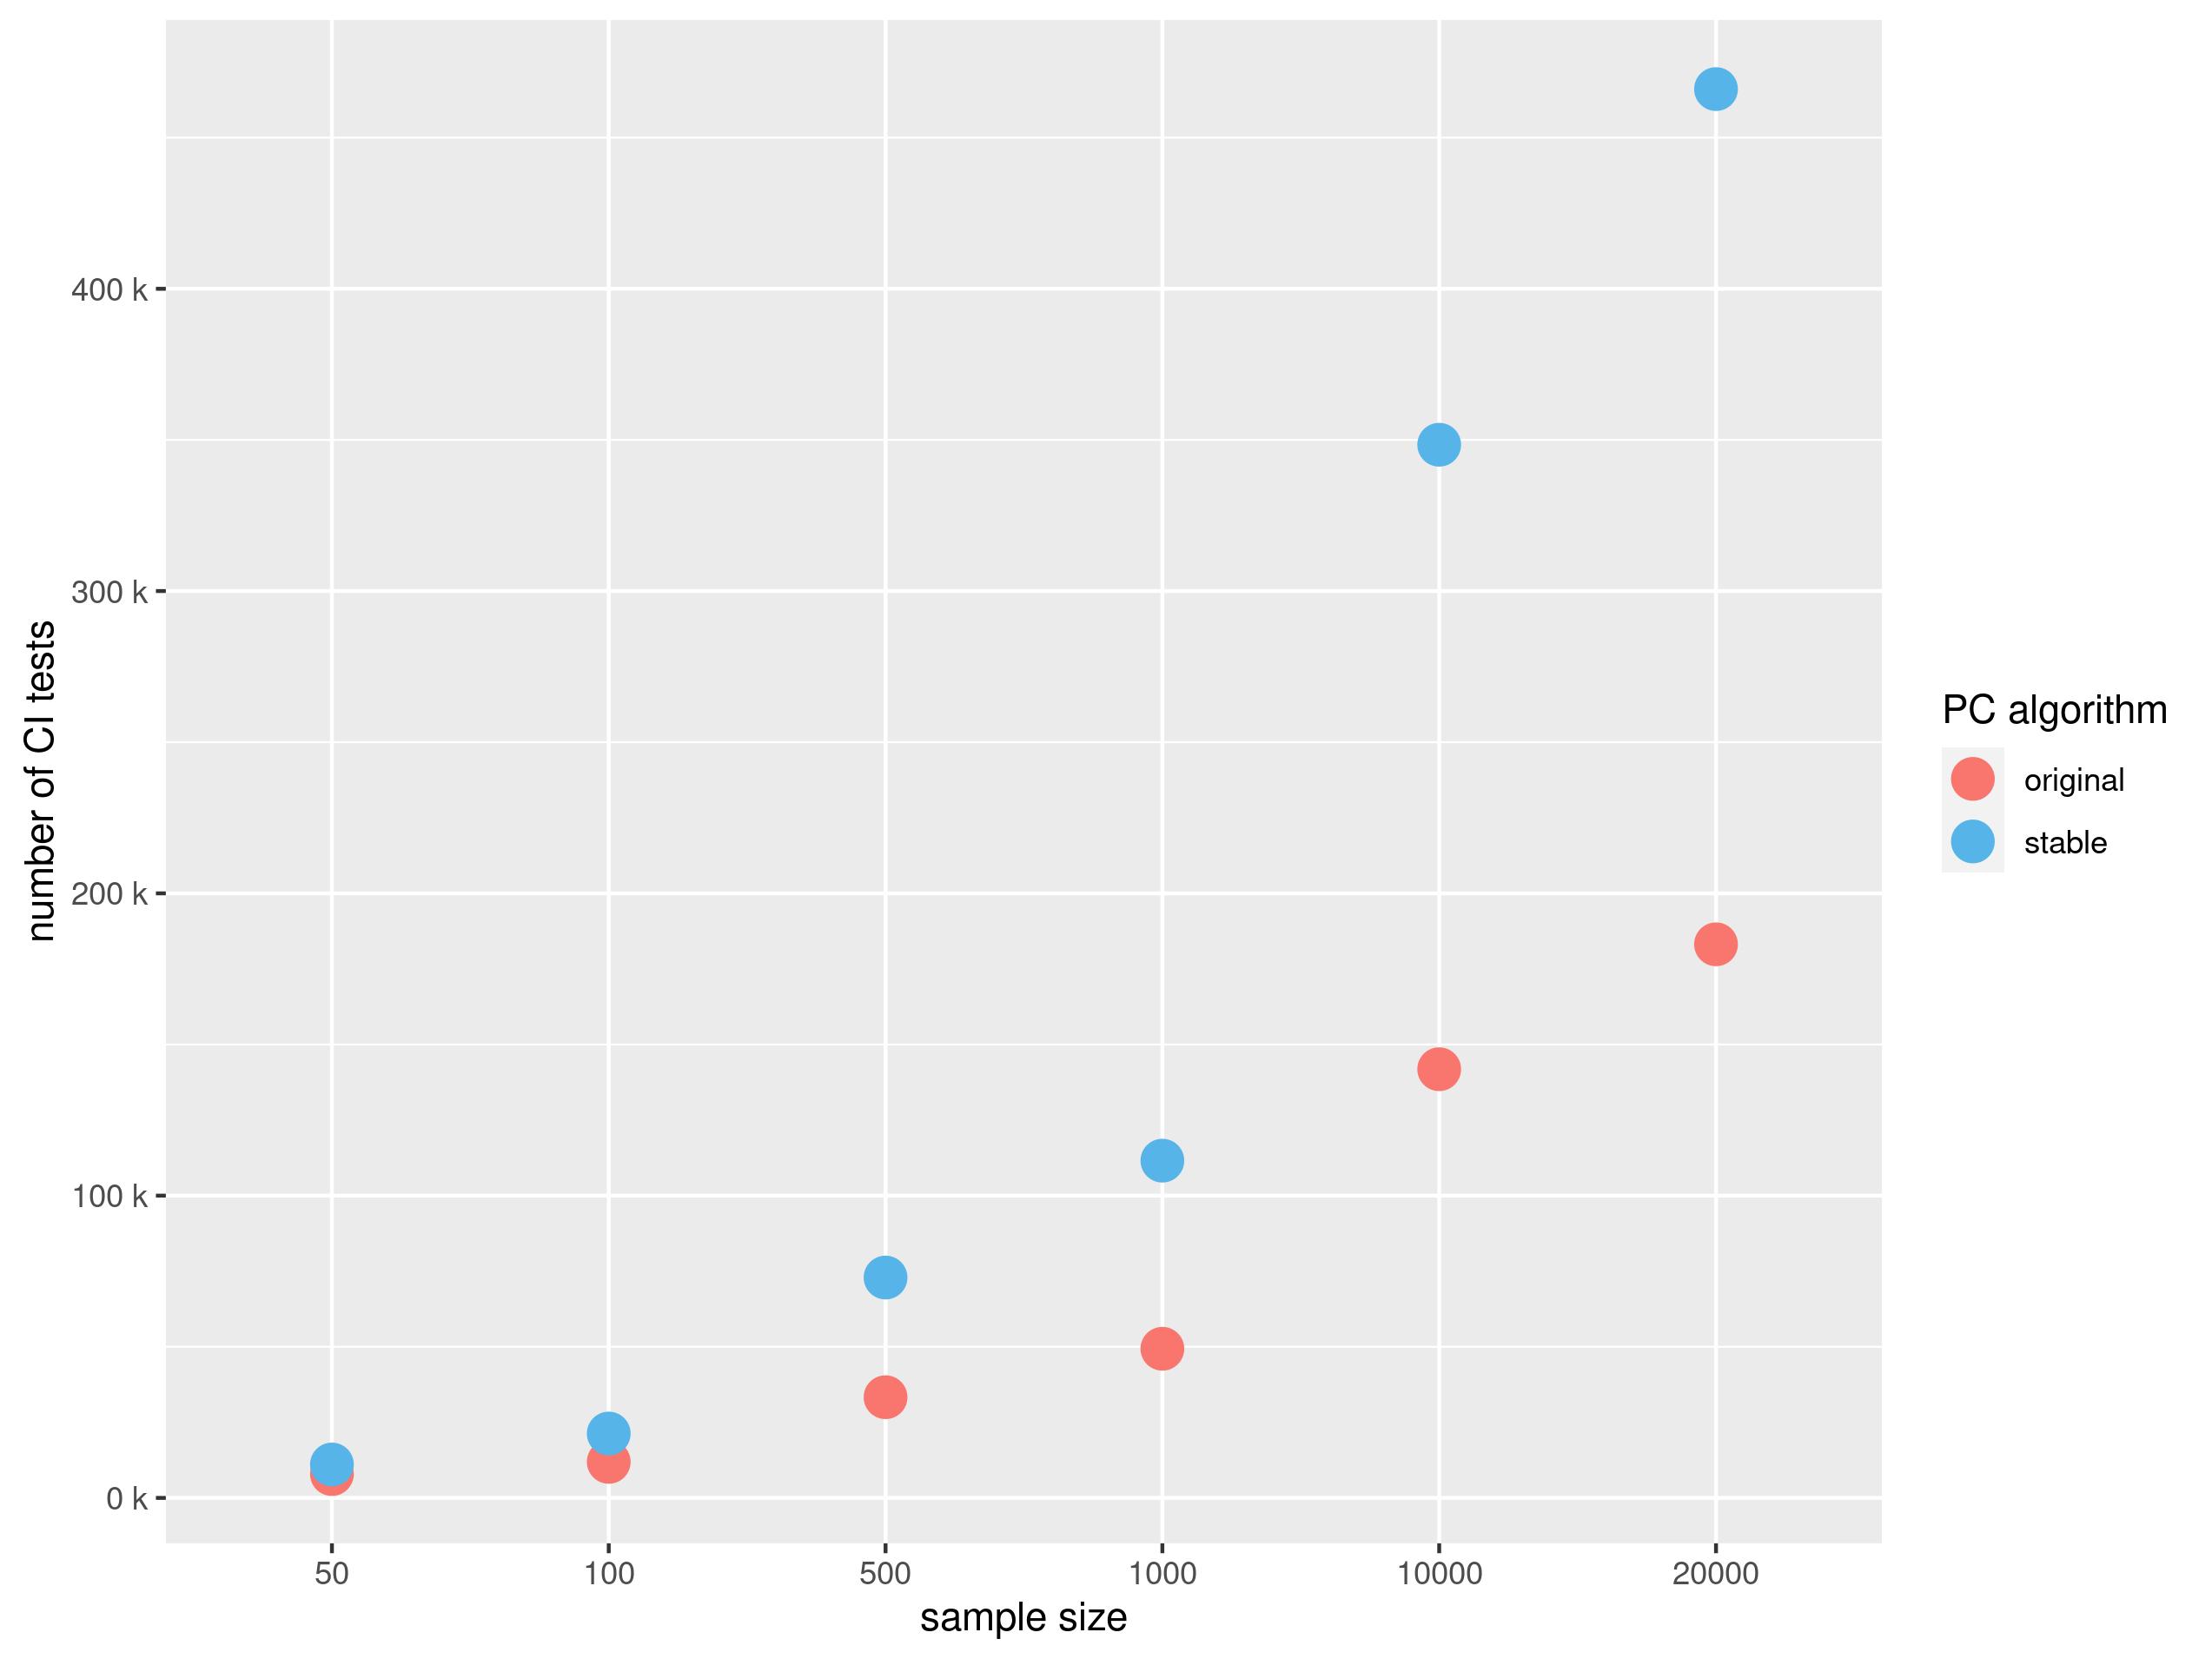 number of CI tests
400 k
300 k
200 k
100 k
0 k
50 100 500 1000 10000 20000
sample size
PC algorithm
original
stable